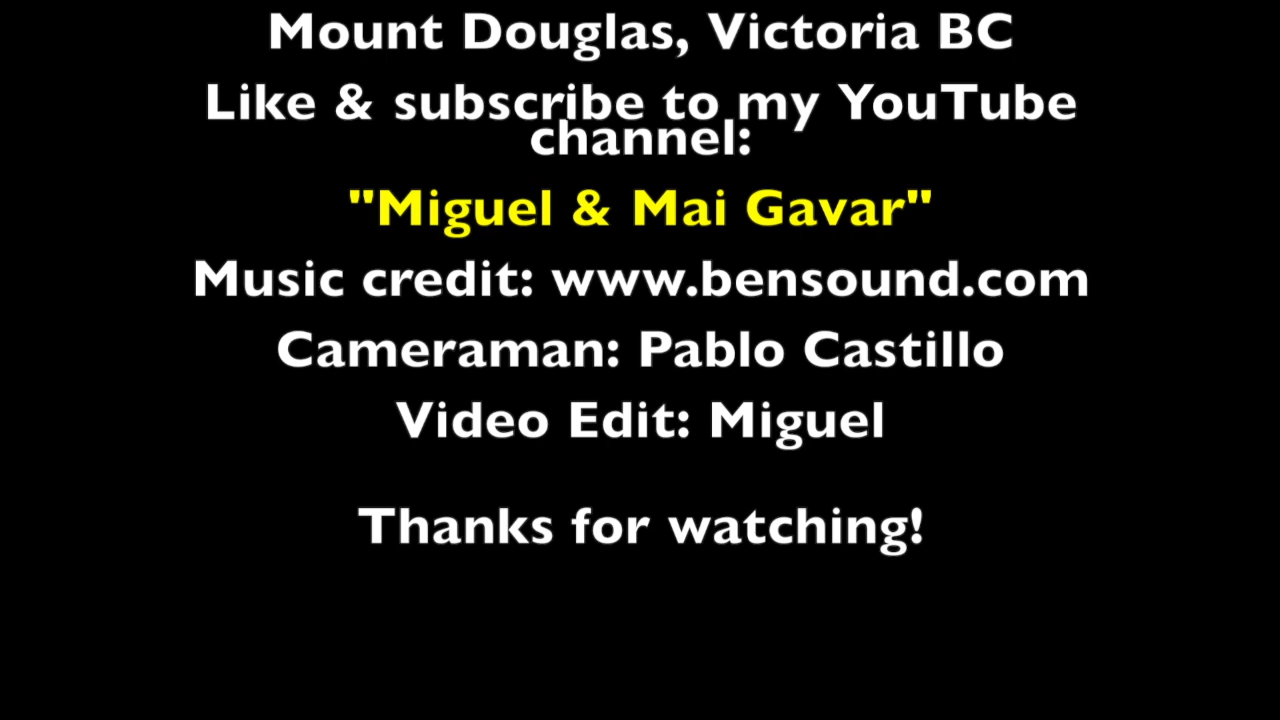 Mount Douglas, Victoria BC
Like & subscribe to my YouTube
channel:
"Miguel & Mai Gavar"
Music credit: www.bensound.com
Cameraman: Pablo Castillo
Video Edit: Miguel
Thanks for watching!